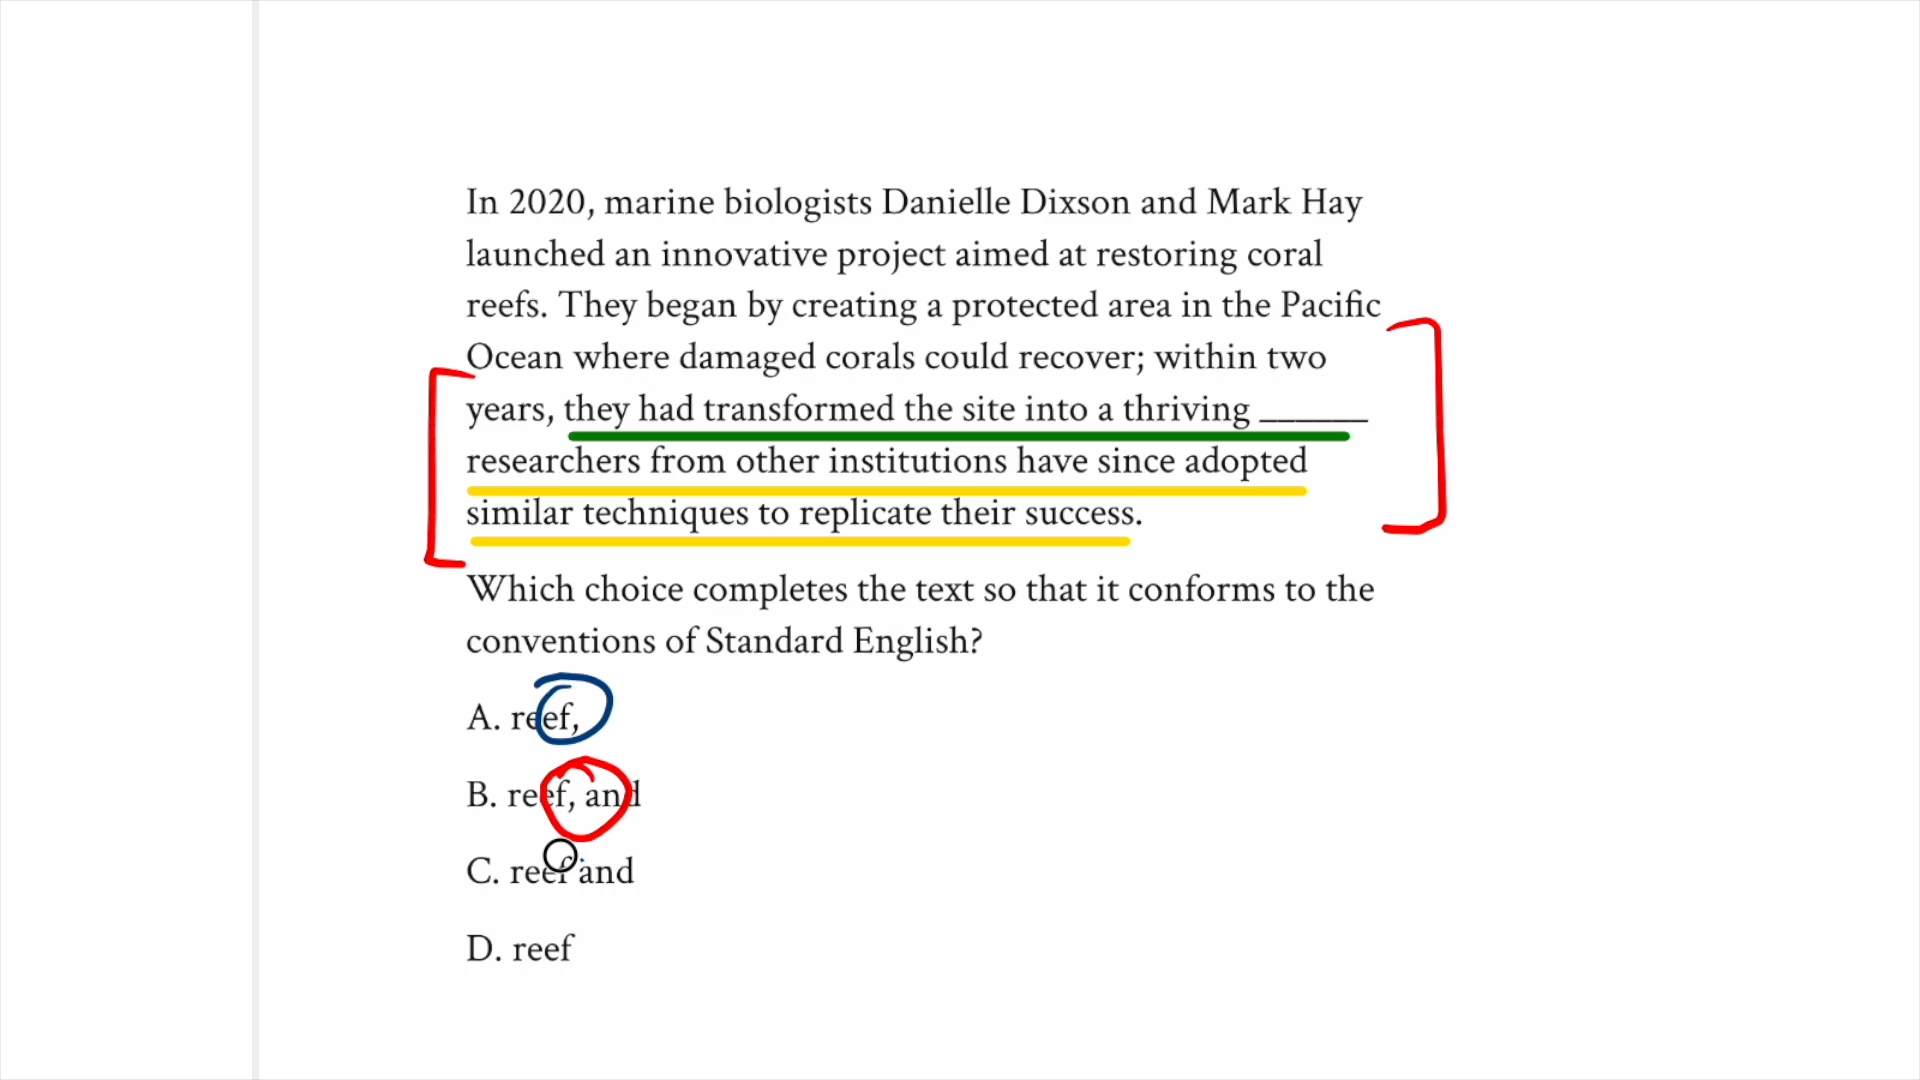 In 2020, marine biologists Danielle Dixson and Mark Hay
launched an innovative project aimed at restoring coral
reefs. They began by creating a protected area in the Pacific
Ocean where damaged corals could recover; within two
years, they had transformed the site into a thriving ______
researchers from other institutions have since adopted
similar techniques to replicate their success.
Which choice completes the text so that it conforms to the
conventions of Standard English?
A. reef,
B. reef, and
C. reef and
D. reef